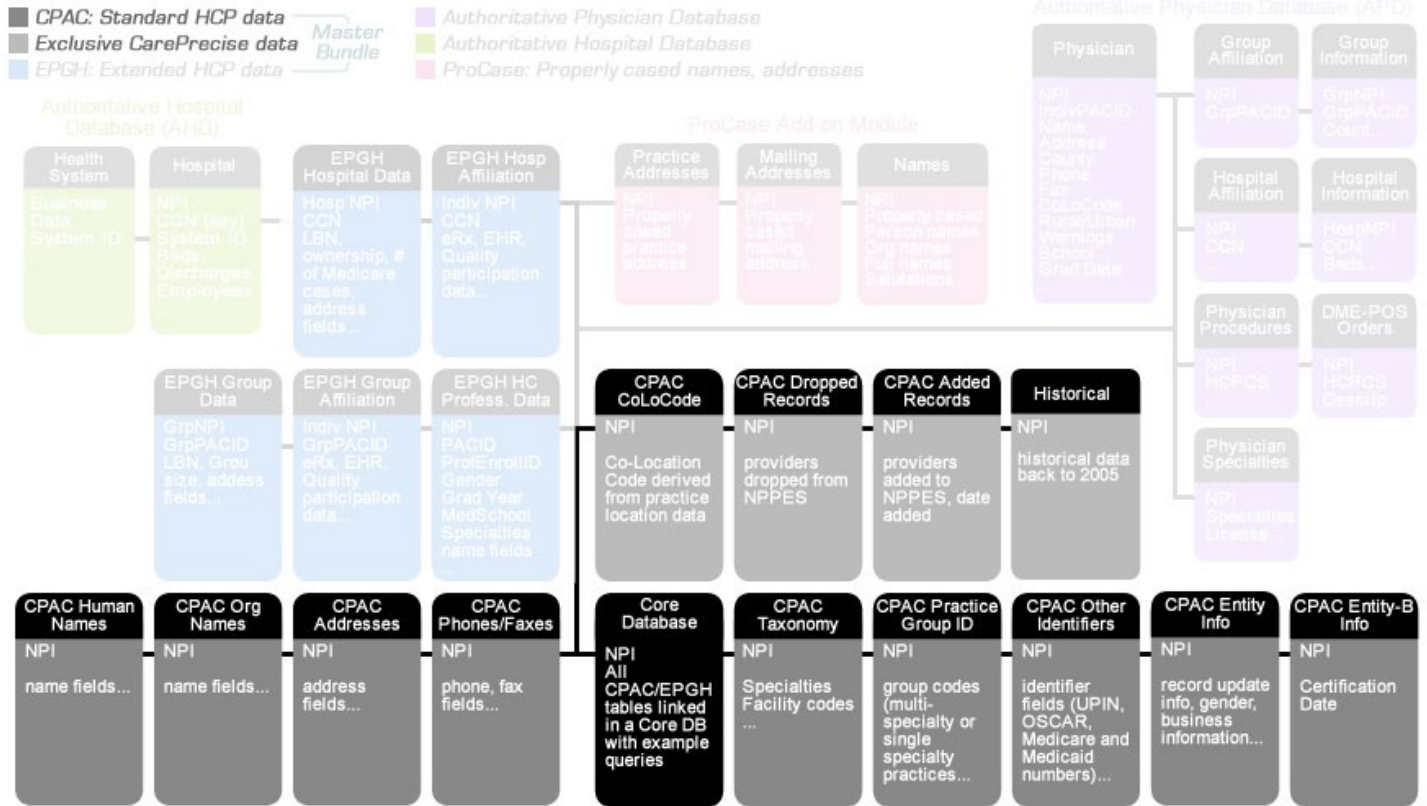 CPAC: Standard HCP data
Exclusive CarePrecise data
EPGH: Extended HCP data
Master
Bundle
Authoritative Physician Database
Authoritative Hospital Database
ProCase: Properly cased names, addresses
Authoritative Physician Database (APD)
Physician
NPI
IndivPACID
Name
Address
County
Phone
Fax
CoLoCode
Rural/Urban
Warnings
School
Grad Date
Group
Affiliation
NPI
GrpPACID
Group
Information
GrpNPI
GrpPACID
Count...
Hospital
Affiliation
NPI
CCN
...
Hospital
Information
HospNPI
CCN
Beds...
Physician
Procedures
NPI
HCPCS
...
DME-POS
Orders
NPI
HCPCS
Descrip...
Physician
Specialties
NPI
Specialties
License...
Authoritative Hospital
Database (AHD)
Health
System
Business
Data
System ID
...
Hospital
NPI
CCN (key)
System ID
Beds,
Discharges,
Employees
...
EPGH
Hospital Data
Hosp NPI
CCN
LBN,
ownership, #
of Medicare
cases,
address
fields...
EPGH Hosp
Affiliation
Indiv NPI
CCN
eRx, EHR,
Quality
participation
data...
ProCase Add-on Module
Practice
Addresses
NPI
Properly
cased
practice
address
Mailing
Addresses
NPI
Properly
cased
mailing
address
Names
NPI
Properly cased
Person names
Org names
Full names
Salutations...
EPGH Group
Data
GrpNPI
GrpPACID
LBN, Grou
size, addess
fields...
EPGH Group
Affiliation
Indiv NPI
GrpPACID
eRx, EHR,
Quality
participation
data...
EPGH HC
Profess. Data
NPI
PACID
ProfEnrollID
Gender
Grad Year
MedSchool
Specialties
name fields
...
CPAC
CoLoCode
NPI
Co-Location
Code derived
from practice
location data
CPAC Dropped
Records
NPI
providers
dropped from
NPPES
CPAC Added
Records
NPI
providers
added to
NPPES, date
added
Historical
NPI
historical data
back to 2005
CPAC Human
Names
NPI
name fields...
CPAC Org
Names
NPI
name fields...
CPAC
Addresses
NPI
address
fields...
CPAC
Phones/Faxes
NPI
phone, fax
fields...
Core
Database
NPI
All
CPAC/EPGH
tables linked
in a Core DB
with example
queries
CPAC
Taxonomy
NPI
Specialties
Facility codes
...
CPAC Practice
Group ID
NPI
group codes
(multi-
specialty or
single
specialty
practices...
CPAC Other
Identifiers
NPI
identifier
fields (UPIN,
OSCAR,
Medicare and
Medicaid
numbers)...
CPAC Entity
Info
NPI
record update
info, gender,
business
information...
CPAC Entity-B
Info
NPI
Certification
Date